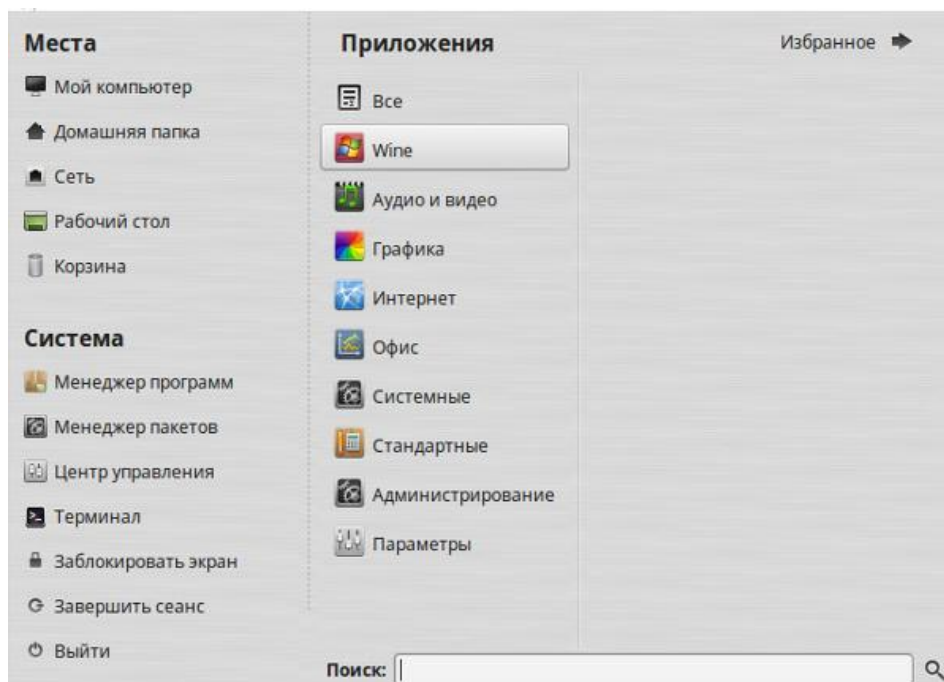 Места
Мой компьютер
Домашняя папка
Сеть
Рабочий стол
Корзина
Система
Менеджер программ
Менеджер пакетов
Центр управления
Терминал
Заблокировать экран
Завершить сеанс
Выйти
Приложения
Избранное
Все
Wine
Аудио и видео
Графика
Интернет
Офис
Системные
Стандартные
Администрирование
Параметры
Поиск: